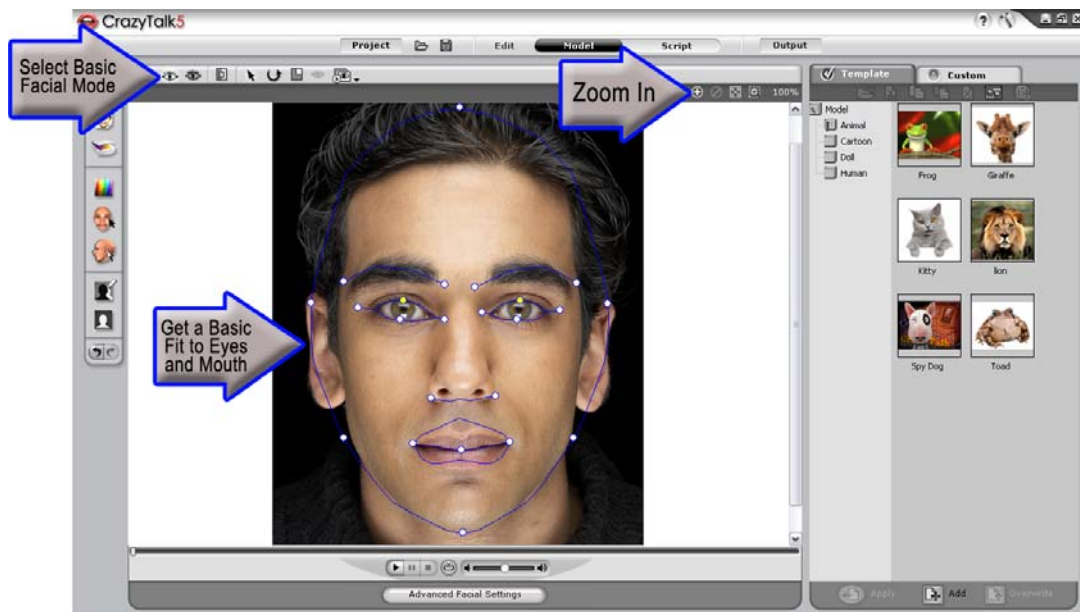 CrazyTalk5
Project
Edit
Model
Script
Output
Select Basic
Facial Mode
Zoom In
100%
Get a Basic
Fit to Eyes
and Mouth
Template
Custom
Model
Animal
Cartoon
Doll
Human
Frog
Giraffe
Kitty
lion
Spy Dog
Toad
Advanced Facial Settings
Apply
Add
Overwrite